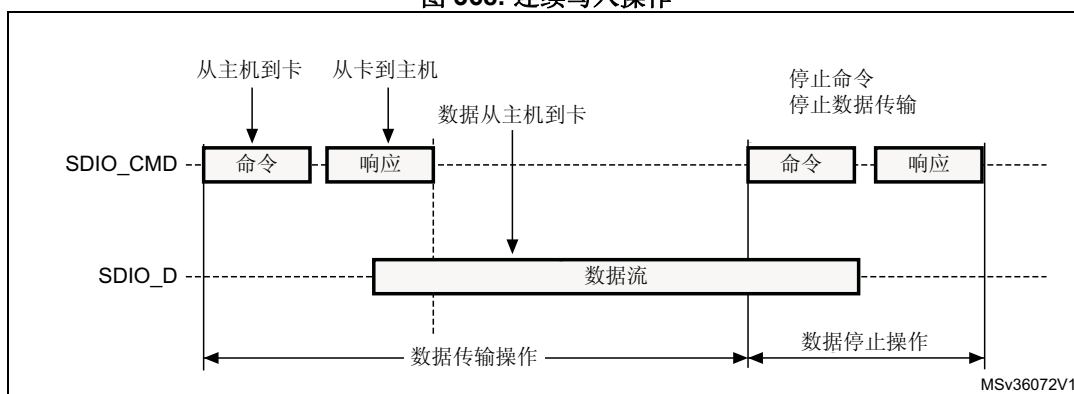 从主机到卡 从卡到主机
停止命令
停止数据传输
数据从主机到卡
SDIO_CMD 命令 响应 命令 响应
SDIO_D 数据流
数据传输操作 数据停止操作
MSv36072V1